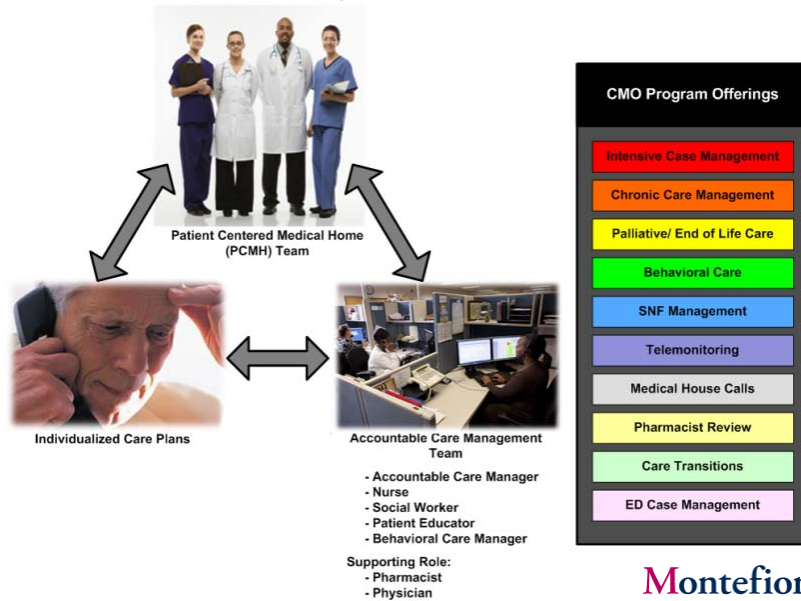 Patient Centered Medical Home
(PCMH) Team
Individualized Care Plans
Accountable Care Management
Team
- Accountable Care Manager
- Nurse
- Social Worker
- Patient Educator
- Behavioral Care Manager
Supporting Role:
- Pharmacist
- Physician
CMO Program Offerings
Intensive Case Management
Chronic Care Management
Palliative/ End of Life Care
Behavioral Care
SNF Management
Telemonitoring
Medical House Calls
Pharmacist Review
Care Transitions
ED Case Management
Montefior